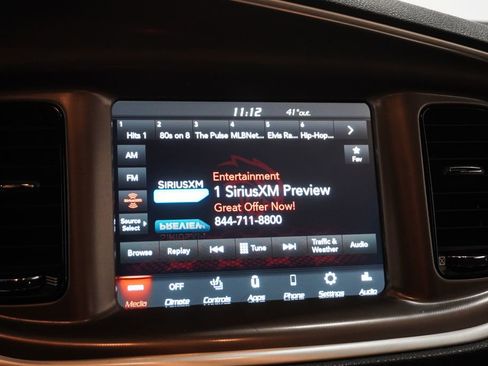 11:12 41°out
1 2 3 4 5 6
Hits 1 80s on 8 The Pulse MLBNet... Elvis Ra... Hip-Hop...
AM
Fav
Entertainment
FM
SIRIUSXM
1 SiriusXM Preview
Great Offer Now!
PREVIEW
844-711-8800
Source
Select
Browse Replay Tune Traffic &
Weather Audio
OFF
Media Climate Controls Apps Phone Settings Audio